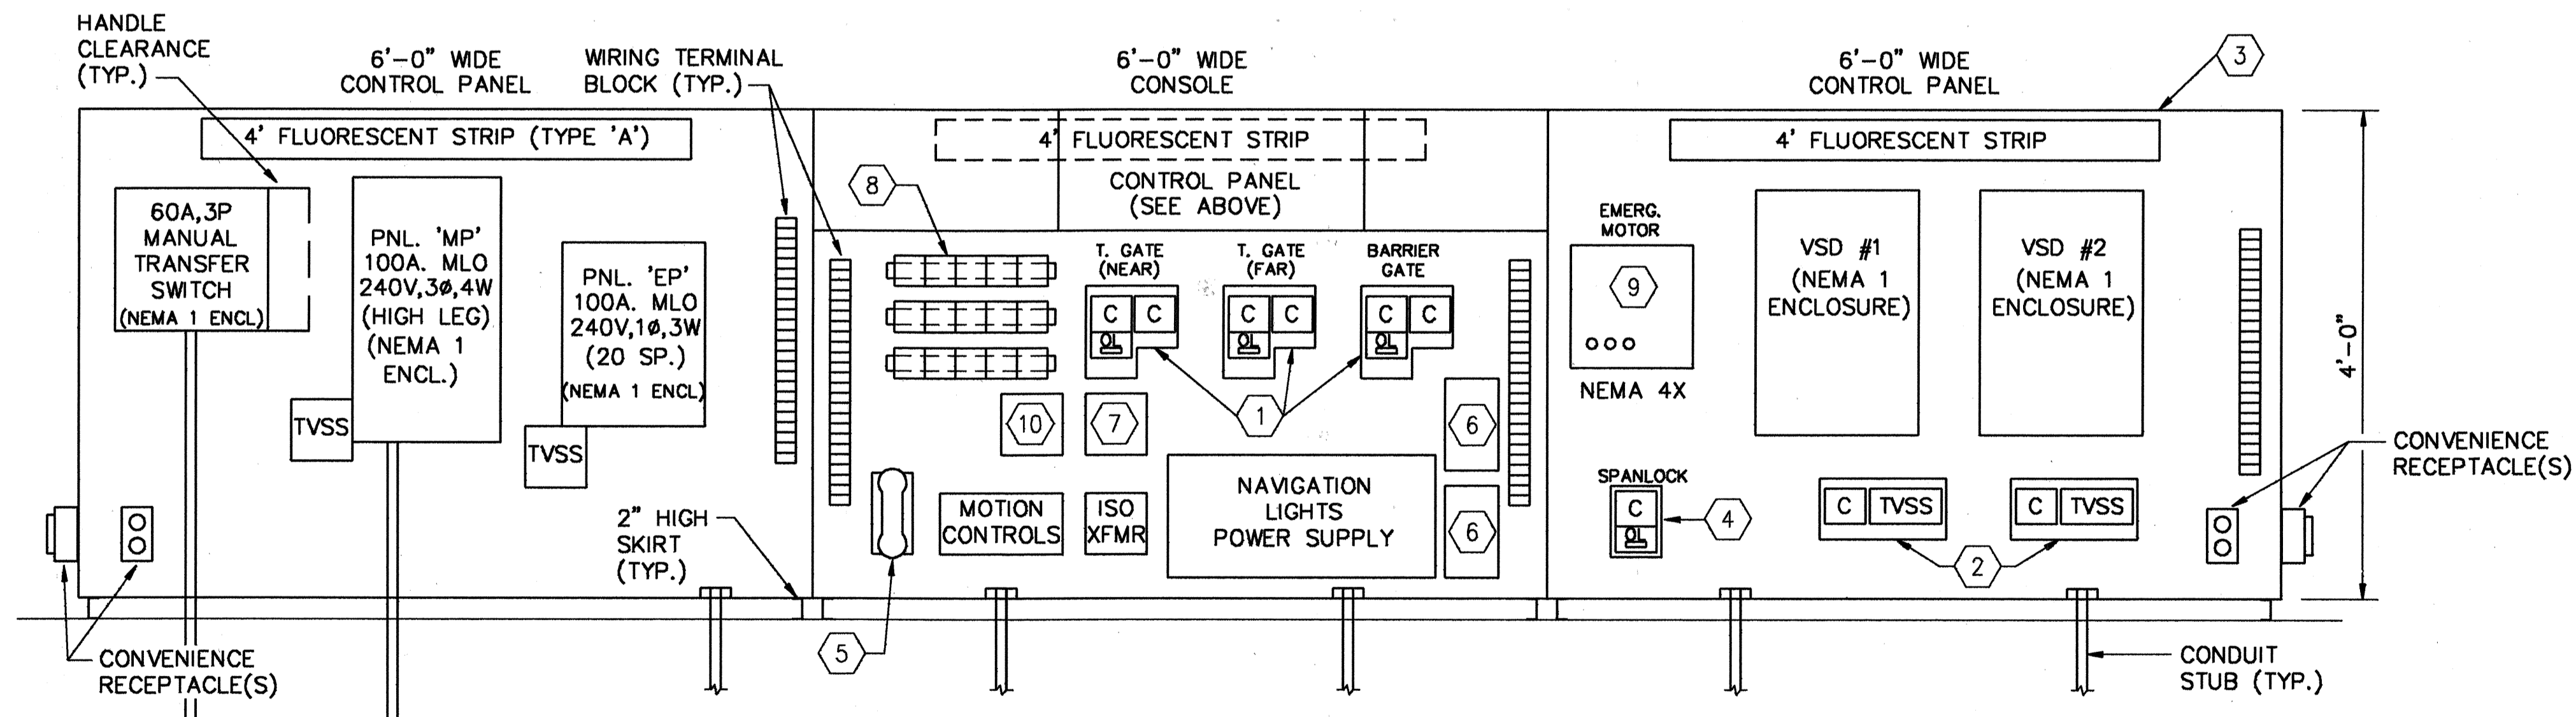 HANDLE
CLEARANCE
(TYP.)
6'-0" WIDE
CONTROL PANEL
WIRING TERMINAL
BLOCK (TYP.)
6'-0" WIDE
CONSOLE
6'-0" WIDE
CONTROL PANEL
3
4' FLUORESCENT STRIP (TYPE 'A')
4' FLUORESCENT STRIP
4' FLUORESCENT STRIP
60A,3P
MANUAL
TRANSFER
SWITCH
(NEMA 1 ENCL)
PNL. 'MP'
100A. MLO
240V,3Ø,4W
(HIGH LEG)
(NEMA 1
ENCL.)
TVSS
PNL. 'EP'
100A. MLO
240V,1Ø,3W
(20 SP.)
(NEMA 1 ENCL)
TVSS
8
CONTROL PANEL
(SEE ABOVE)
T. GATE
(NEAR)
C C
OL
T. GATE
(FAR)
C C
OL
BARRIER
GATE
C C
OL
1
10
7
6
6
MOTION
CONTROLS
ISO
XFMR
NAVIGATION
LIGHTS
POWER SUPPLY
5
2" HIGH
SKIRT
(TYP.)
EMERG.
MOTOR
9
NEMA 4X
VSD #1
(NEMA 1
ENCLOSURE)
VSD #2
(NEMA 1
ENCLOSURE)
SPANLOCK
C
OL
4
C TVSS
C TVSS
2
4'-0"
CONVENIENCE
RECEPTACLE(S)
CONVENIENCE
RECEPTACLE(S)
CONDUIT
STUB (TYP.)